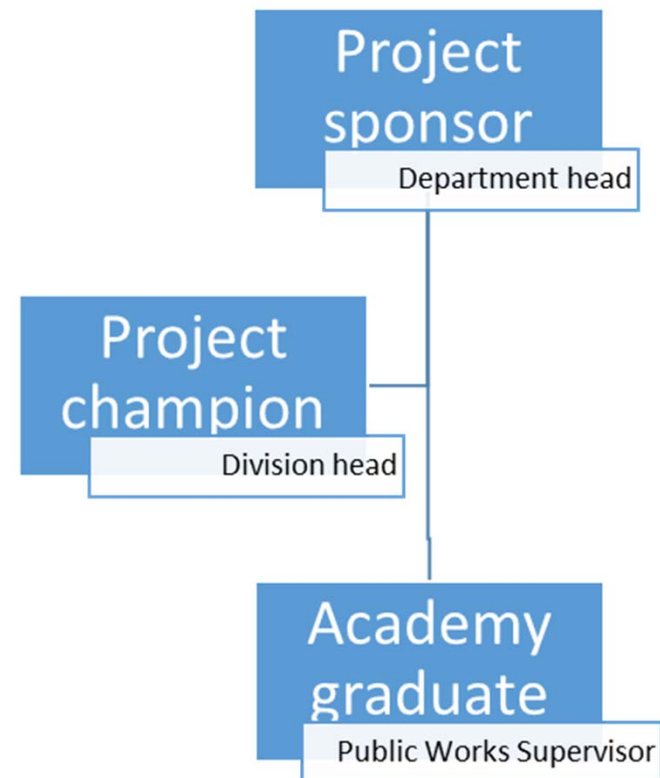 Project
sponsor
Department head
Project
champion
Division head
Academy
graduate
Public Works Supervisor